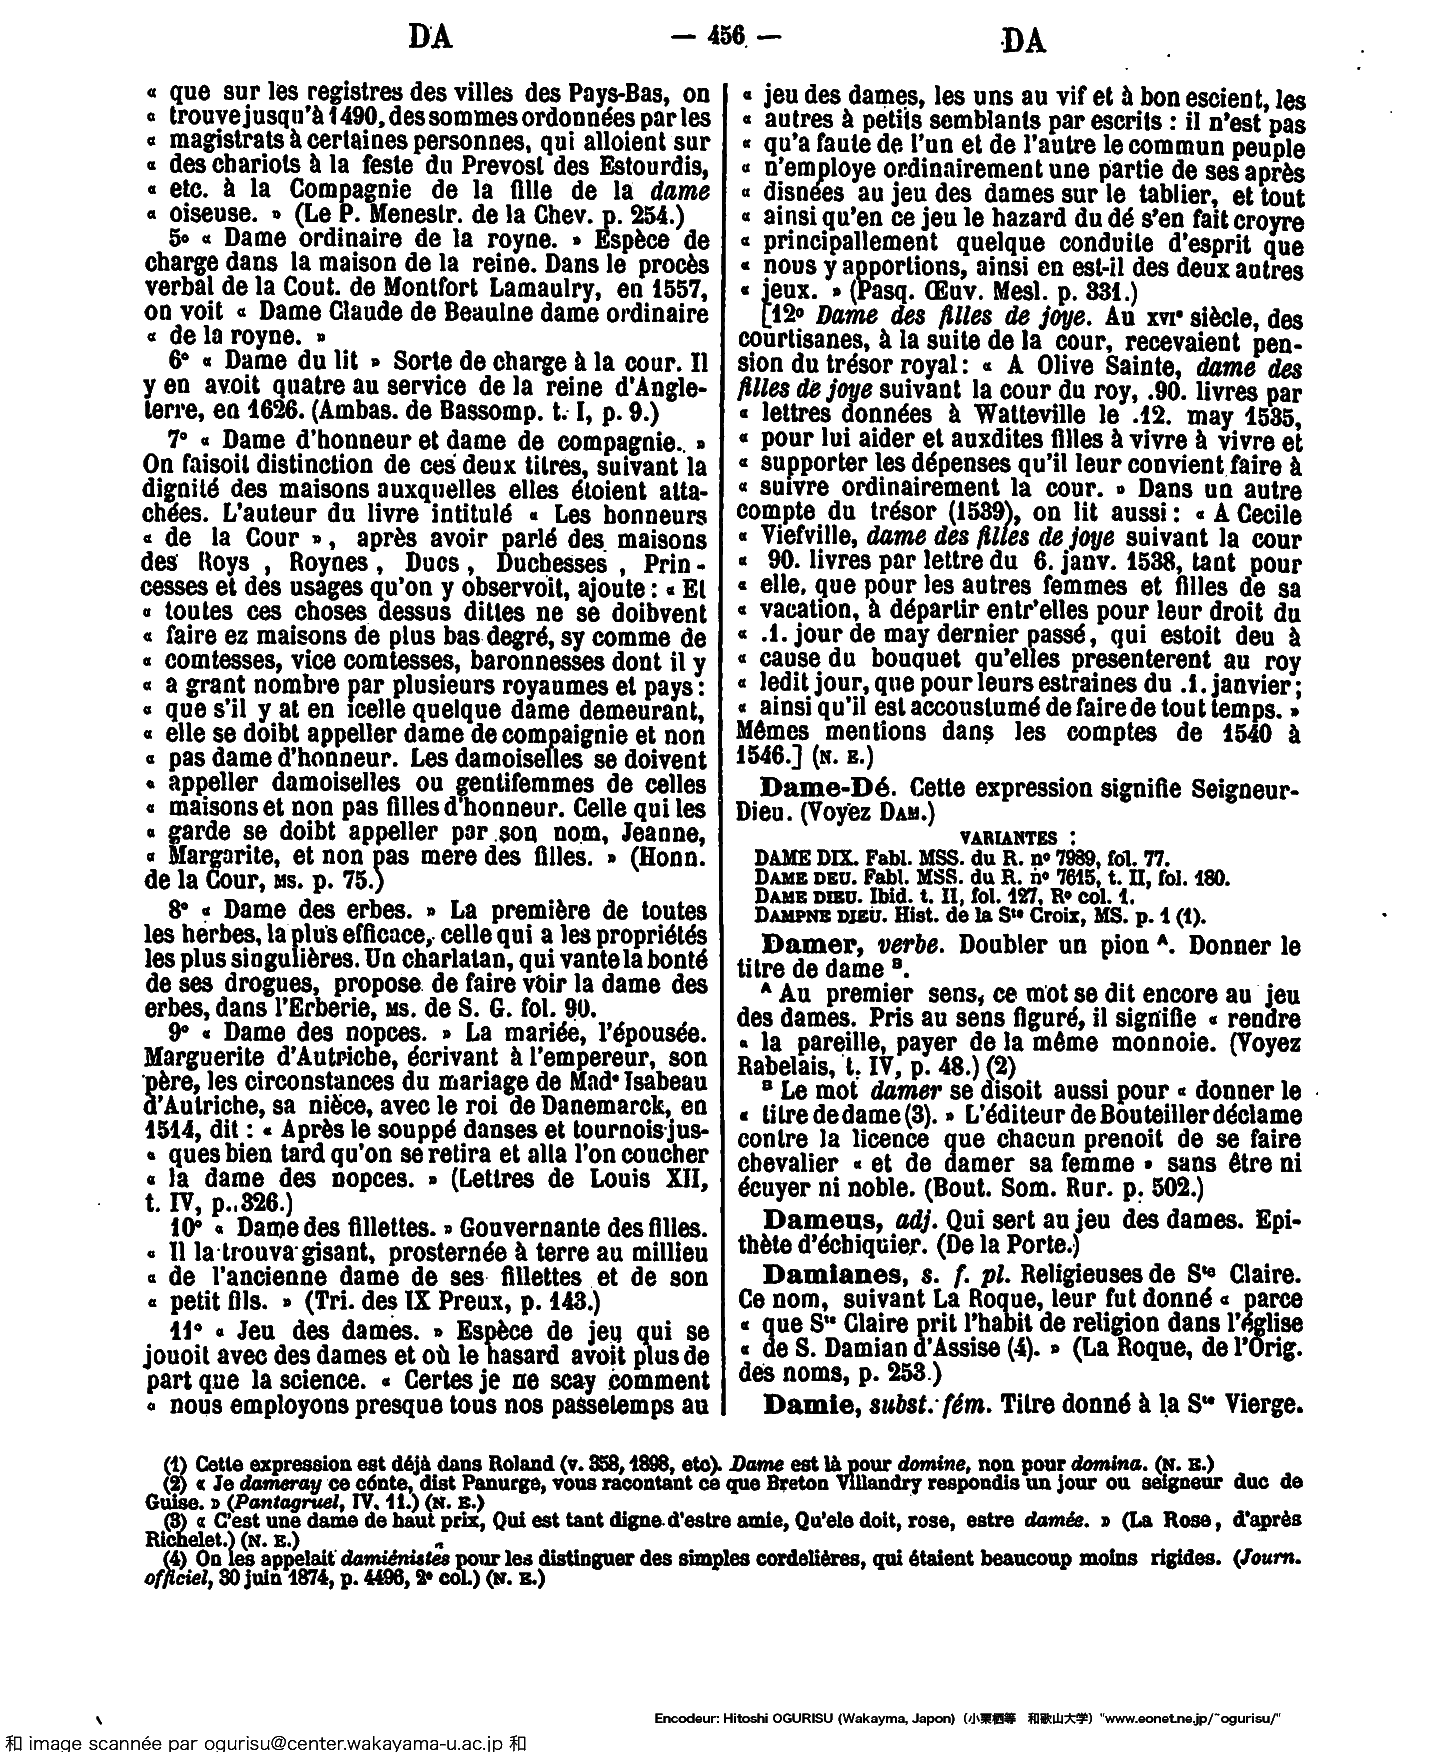 DA — 456 — DA
« que sur les registres des villes des Pays-Bas, on
« trouve jusqu'à 1490, des sommes ordonnées par les
« magistrats à certaines personnes, qui alloient sur
« des chariots à la feste du Prevost des Estourdis,
« etc. à la Compagnie de la fille de la dame
« oiseuse. » (Le P. Menestr. de la Chev. p. 254.)
5° « Dame ordinaire de la royne. » Espèce de
charge dans la maison de la reine. Dans le procès
verbal de la Cout. de Montfort Lamaulry, en 1557,
on voit « Dame Claude de Beaulne dame ordinaire
« de la royne. »
6° « Dame du lit » Sorte de charge à la cour. Il
y en avoit quatre au service de la reine d'Angle-
terre, en 1626. (Ambas. de Bassomp. t. I, p. 9.)
7° « Dame d'honneur et dame de compagnie. »
On faisoit distinction de ces deux titres, suivant la
dignité des maisons auxquelles elles étoient atta-
chées. L'auteur du livre intitulé « Les honneurs
« de la Cour », après avoir parlé des maisons
des Roys , Roynes , Ducs , Duchesses , Prin-
cesses et des usages qu'on y observoit, ajoute : « Et
« toutes ces choses dessus dittes ne se doibvent
« faire ez maisons de plus bas degré, sy comme de
« comtesses, vice comtesses, baronnesses dont il y
« a grant nombre par plusieurs royaumes et pays :
« que s'il y at en icelle quelque dame demeurant,
« elle se doibt appeller dame de compaignie et non
« pas dame d'honneur. Les damoiselles se doivent
« appeller damoiselles ou gentifemmes de celles
« maisons et non pas filles d'honneur. Celle qui les
« garde se doibt appeller par son nom, Jeanne,
« Margarite, et non pas mere des filles. » (Honn.
de la Cour, MS. p. 75.)
8° « Dame des erbes. » La première de toutes
les herbes, la plus efficace, celle qui a les propriétés
les plus singulières. Un charlatan, qui vante la bonté
de ses drogues, propose de faire voir la dame des
erbes, dans l'Erberie, MS. de S. G. fol. 90.
9° « Dame des nopces. » La mariée, l'épousée.
Marguerite d'Autriche, écrivant à l'empereur, son
père, les circonstances du mariage de Madᵉ Isabeau
d'Autriche, sa nièce, avec le roi de Danemarck, en
1514, dit : « Après le souppé danses et tournois jus-
« ques bien tard qu'on se retira et alla l'on coucher
« la dame des nopces. » (Lettres de Louis XII,
t. IV, p. 326.)
10° « Dame des fillettes. » Gouvernante des filles.
« Il la trouva gisant, prosternée à terre au millieu
« de l'ancienne dame de ses fillettes et de son
« petit fils. » (Tri. des IX Preux, p. 143.)
11° « Jeu des dames. » Espèce de jeu qui se
jouoit avec des dames et où le hasard avoit plus de
part que la science. « Certes je ne scay comment
« nous employons presque tous nos passetemps au
« jeu des dames, les uns au vif et à bon escient, les
« autres à petits semblants par escrits : il n'est pas
« qu'a faute de l'un et de l'autre le commun peuple
« n'employe ordinairement une partie de ses après
« disnées au jeu des dames sur le tablier, et tout
« ainsi qu'en ce jeu le hazard du dé s'en fait croyre
« principallement quelque conduite d'esprit que
« nous y apportions, ainsi en est-il des deux autres
« jeux. » (Pasq. Œuv. Mesl. p. 331.)
[12° Dame des filles de joye. Au XVIᵉ siècle, des
courtisanes, à la suite de la cour, recevaient pen-
sion du trésor royal : « A Olive Sainte, dame des
filles de joye suivant la cour du roy, .90. livres par
« lettres données à Watteville le .12. may 1535,
« pour lui aider et auxdites filles à vivre à vivre et
« supporter les dépenses qu'il leur convient faire à
« suivre ordinairement la cour. » Dans un autre
compte du trésor (1539), on lit aussi : « A Cecile
« Viefville, dame des filles de joye suivant la cour
« 90. livres par lettre du 6. janv. 1538, tant pour
« elle, que pour les autres femmes et filles de sa
« vacation, à départir entr'elles pour leur droit du
« .1. jour de may dernier passé, qui estoit deu à
« cause du bouquet qu'elles presenterent au roy
« ledit jour, que pour leurs estraines du .1. janvier ;
« ainsi qu'il est accoustumé de faire de tout temps. »
Mêmes mentions dans les comptes de 1540 à
1546.] (N. E.)
Dame-Dé. Cette expression signifie Seigneur-
Dieu. (Voyez DAM.)
VARIANTES :
DAME DIX. Fabl. MSS. du R. n° 7989, fol. 77.
DAME DEU. Fabl. MSS. du R. n° 7615, t. II, fol. 180.
DAME DIEU. Ibid. t. II, fol. 127, R° col. 1.
DAMPNE DIEU. Hist. de la Sᵗᵉ Croix, MS. p. 1 (1).
Damer, verbe. Doubler un pion ᴬ. Donner le
titre de dame ᴮ.
ᴬ Au premier sens, ce mot se dit encore au jeu
des dames. Pris au sens figuré, il signifie « rendre
« la pareille, payer de la même monnoie. (Voyez
Rabelais, t. IV, p. 48.) (2)
ᴮ Le mot damer se disoit aussi pour « donner le
« titre de dame (3). » L'éditeur de Bouteiller déclame
contre la licence que chacun prenoit de se faire
chevalier « et de damer sa femme » sans être ni
écuyer ni noble. (Bout. Som. Rur. p. 502.)
Dameus, adj. Qui sert au jeu des dames. Epi-
thète d'échiquier. (De la Porte.)
Damianes, s. f. pl. Religieuses de Sᵗᵉ Claire.
Ce nom, suivant La Roque, leur fut donné « parce
« que Sᵗᵉ Claire prit l'habit de religion dans l'église
« de S. Damian d'Assise (4). » (La Roque, de l'Orig.
des noms, p. 253.)
Damie, subst. fém. Titre donné à la Sᵗᵉ Vierge.
(1) Cette expression est déjà dans Roland (v. 358, 1898, etc). Dame est là pour domine, non pour domina. (N. E.)
(2) « Je dameray ce cónte, dist Panurge, vous racontant ce que Breton Villandry respondis un jour ou seigneur duc de
Guise. » (Pantagruel, IV. 11.) (N. E.)
(3) « C'est une dame de haut prix, Qui est tant digne d'estre amie, Qu'ele doit, rose, estre damée. » (La Rose, d'après
Richelet.) (N. E.)
(4) On les appelait damiénistes pour les distinguer des simples cordelières, qui étaient beaucoup moins rigides. (Journ.
officiel, 30 juin 1874, p. 4496, 2ᵉ col.) (N. E.)
Encodeur: Hitoshi OGURISU (Wakayma, Japon) (小栗栖等 和歌山大学) "www.eonet.ne.jp/~ogurisu/"
和 image scannée par ogurisu@center.wakayama-u.ac.jp 和